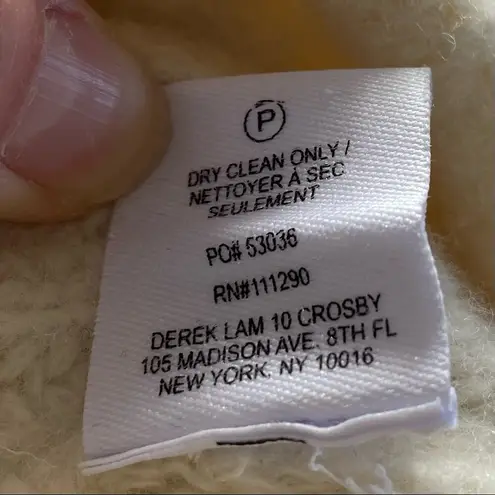 P
DRY CLEAN ONLY /
NETTOYER À SEC
SEULEMENT
PO# 53036
RN#111290
DEREK LAM 10 CROSBY
105 MADISON AVE. 8TH FL
NEW YORK, NY 10016